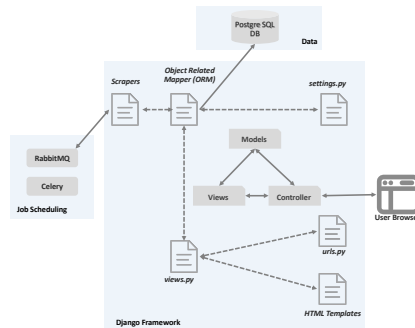 Postgre SQL
DB
Data
Object Related
Mapper (ORM)
Scrapers
settings.py
Models
RabbitMQ
Celery
Job Scheduling
Views
Controller
User Browser
urls.py
views.py
HTML Templates
Django Framework